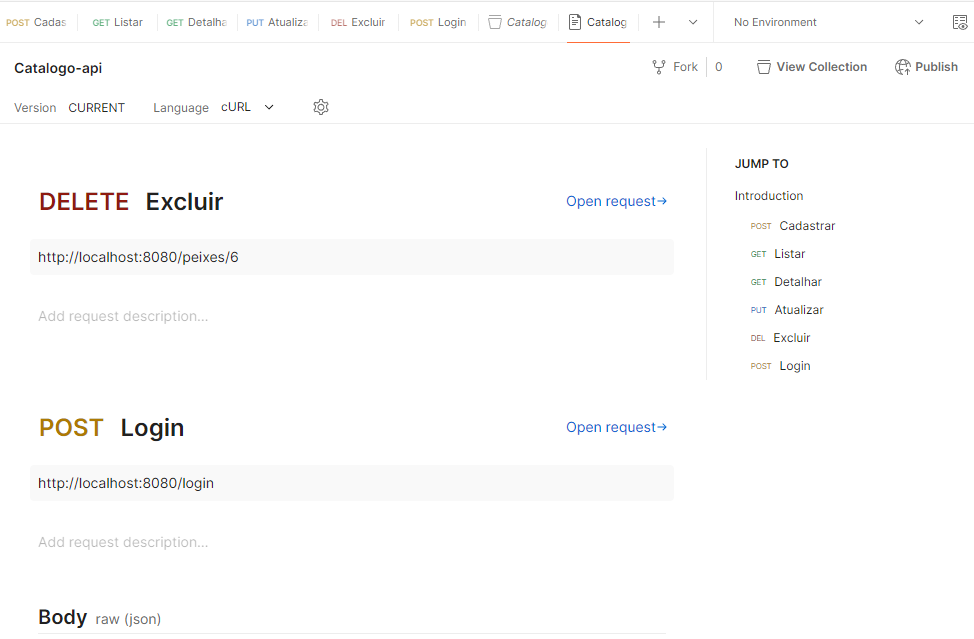 POST Cadas GET Listar GET Detalha PUT Atualiza DEL Excluir POST Login Catalog Catalog No Environment
Catalogo-api Fork 0 View Collection Publish
Version CURRENT Language cURL
DELETE Excluir Open request→
http://localhost:8080/peixes/6
Add request description...
POST Login Open request→
http://localhost:8080/login
Add request description...
Body raw (json)
JUMP TO
Introduction
POST Cadastrar
GET Listar
GET Detalhar
PUT Atualizar
DEL Excluir
POST Login